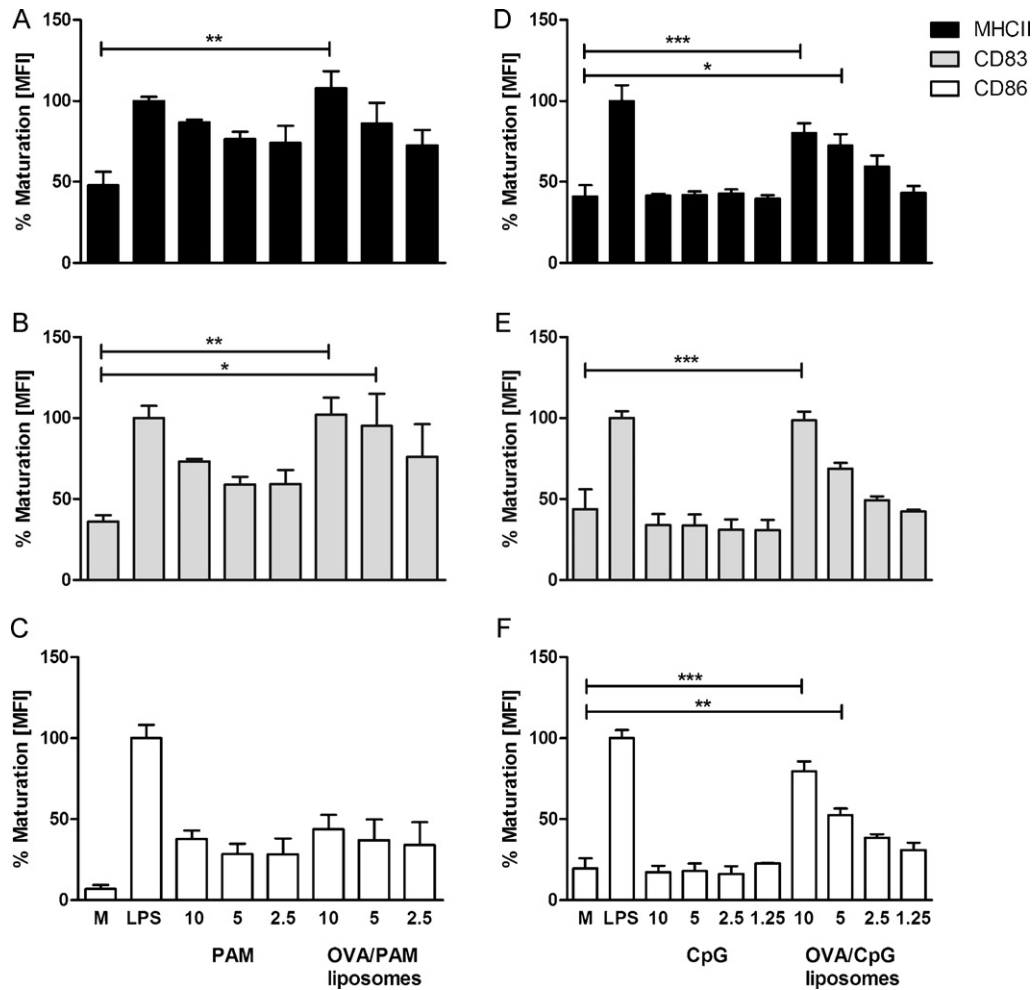 A
% Maturation [MFI]
150
100
50
0
**
D
% Maturation [MFI]
150
100
50
0
***
*
MHCII
CD83
CD86
B
% Maturation [MFI]
150
100
50
0
**
*
E
% Maturation [MFI]
150
100
50
0
***
C
% Maturation [MFI]
150
100
50
0
M LPS 10 5 2.5 10 5 2.5
PAM OVA/PAM
liposomes
F
% Maturation [MFI]
150
100
50
0
***
**
M LPS 10 5 2.5 1.25 10 5 2.5 1.25
CpG OVA/CpG
liposomes